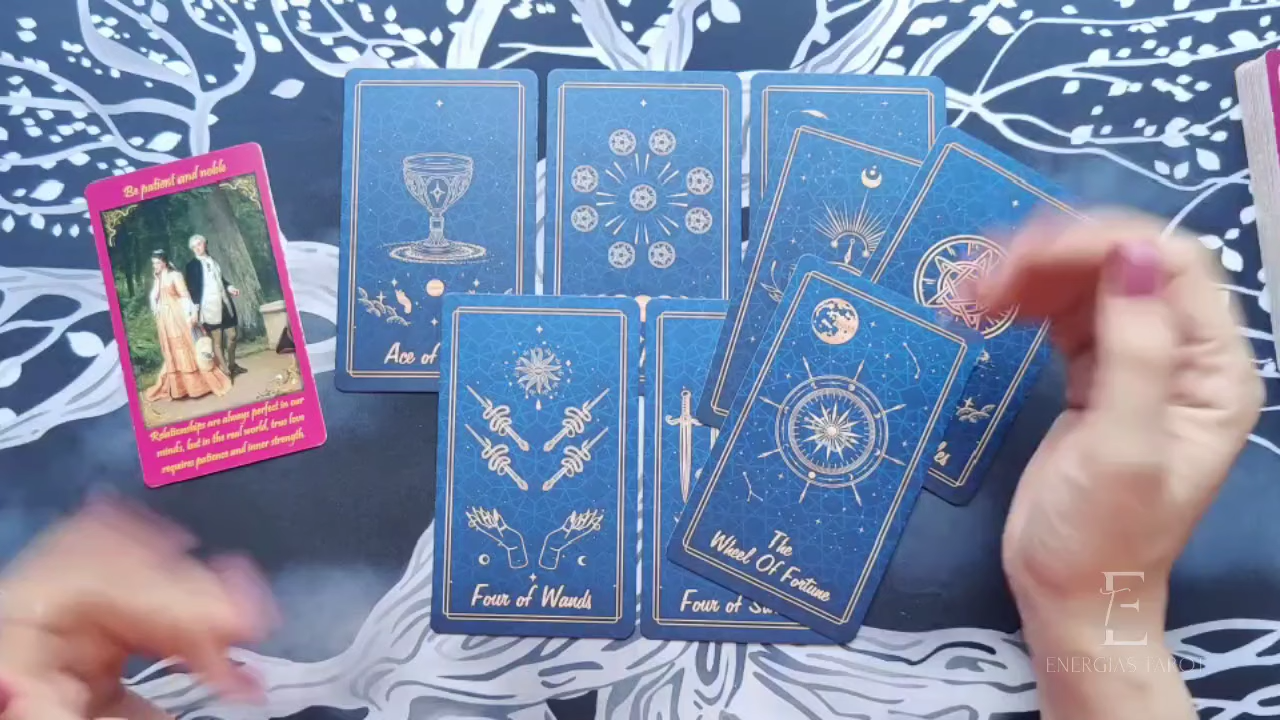 Be patient and noble
Relationships are always perfect in our
minds, but in the real world, true love
requires patience and inner strength.
Ace of
Four of Wands
Four of
The
Wheel Of Fortune
E
ENERGIAS TAROT